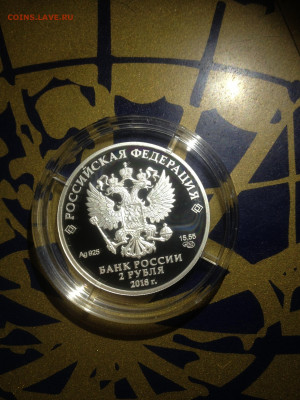 COINS.LAVE.RU
РОССИЙСКАЯ ФЕДЕРАЦИЯ
Ag 925
15,55
БАНК РОССИИ
2 РУБЛЯ
2018 г.